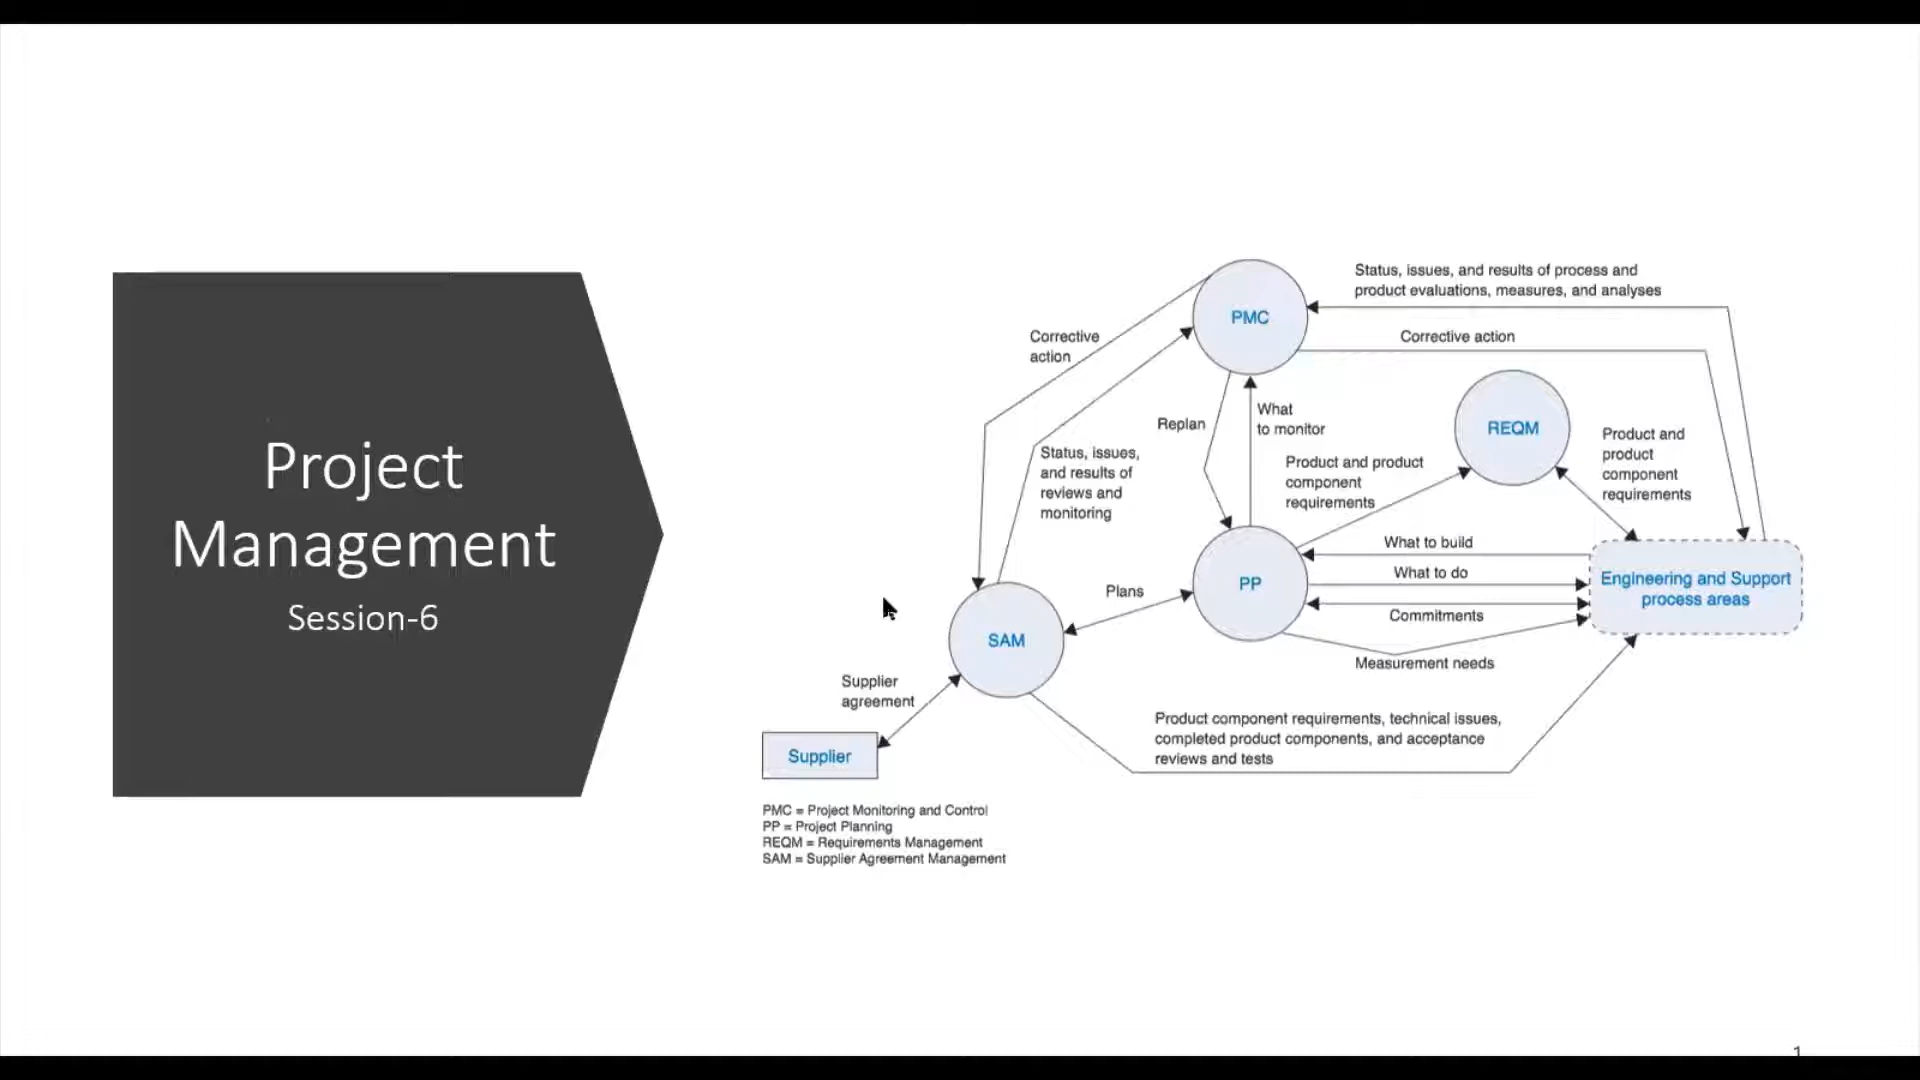 Project
Management
Session-6
PMC
Status, issues, and results of process and
product evaluations, measures, and analyses
Corrective action
Corrective
action
Replan
What
to monitor
REQM
Product and
product
component
requirements
Product and product
component
requirements
Status, issues,
and results of
reviews and
monitoring
What to build
What to do
Commitments
Measurement needs
PP
Engineering and Support
process areas
Plans
SAM
Supplier
agreement
Supplier
Product component requirements, technical issues,
completed product components, and acceptance
reviews and tests
PMC = Project Monitoring and Control
PP = Project Planning
REQM = Requirements Management
SAM = Supplier Agreement Management
1